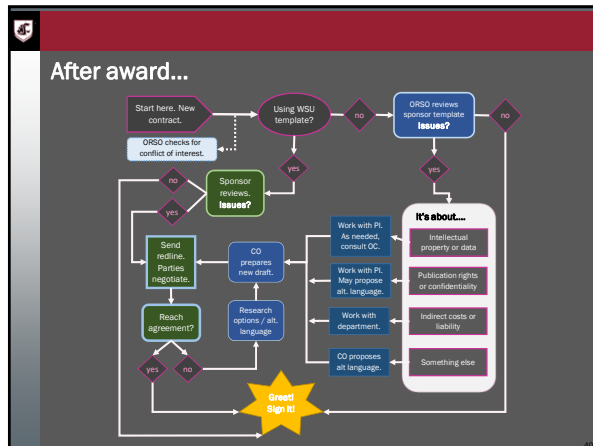 After award...
Start here. New
contract.
Using WSU
template?
no
ORSO reviews
sponsor template
Issues?
no
ORSO checks for
conflict of interest.
yes
yes
no
Sponsor
reviews.
Issues?
yes
It's about....
Work with PI.
As needed,
consult OC.
Intellectual
property or data
Send
redline.
Parties
negotiate.
CO
prepares
new draft.
Work with PI.
May propose
alt. language.
Publication rights
or confidentiality
Reach
agreement?
Research
options / alt.
language
Work with
department.
Indirect costs or
liability
CO proposes
alt language.
Something else
yes
no
Great!
Sign it!